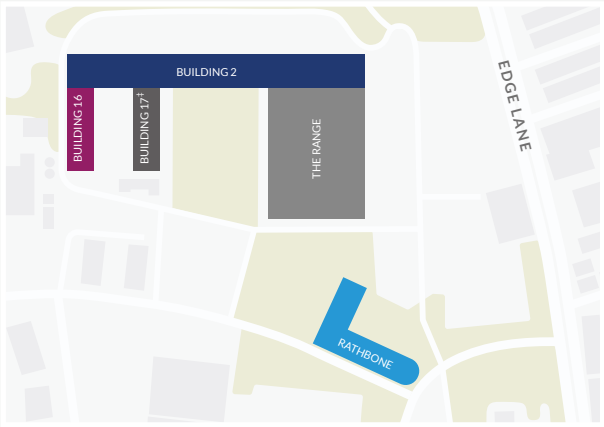 BUILDING 2
BUILDING 16
BUILDING 17‡
THE RANGE
EDGE LANE
RATHBONE